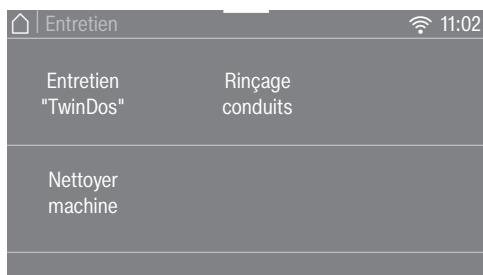 Entretien
11:02
Entretien
"TwinDos"
Rinçage
conduits
Nettoyer
machine